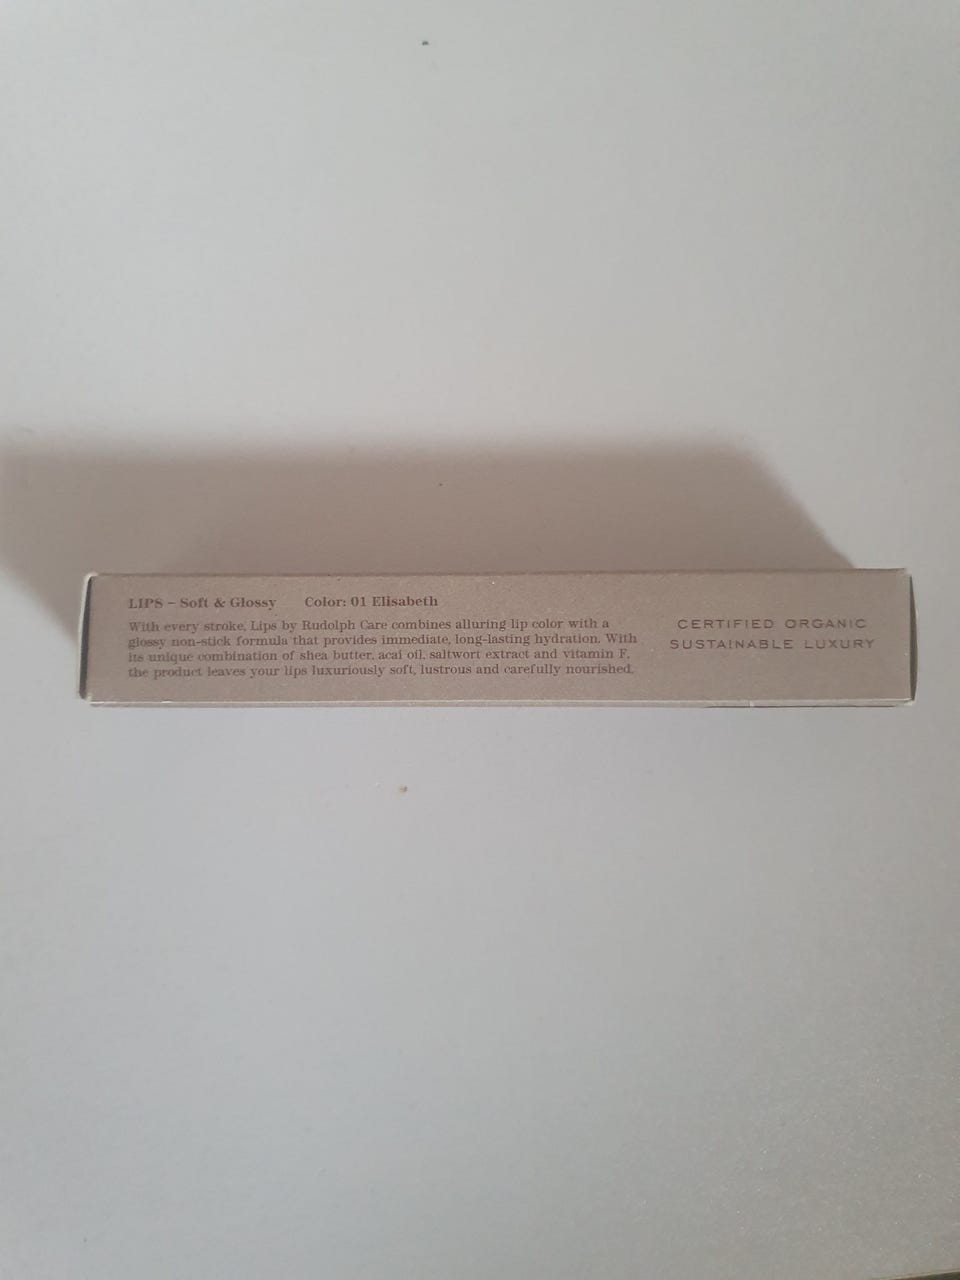 LIPS – Soft & Glossy Color: 01 Elisabeth
With every stroke, Lips by Rudolph Care combines alluring lip color with a
glossy non-stick formula that provides immediate, long-lasting hydration. With
its unique combination of shea butter, acai oil, saltwort extract and vitamin F,
the product leaves your lips luxuriously soft, lustrous and carefully nourished.
CERTIFIED ORGANIC
SUSTAINABLE LUXURY